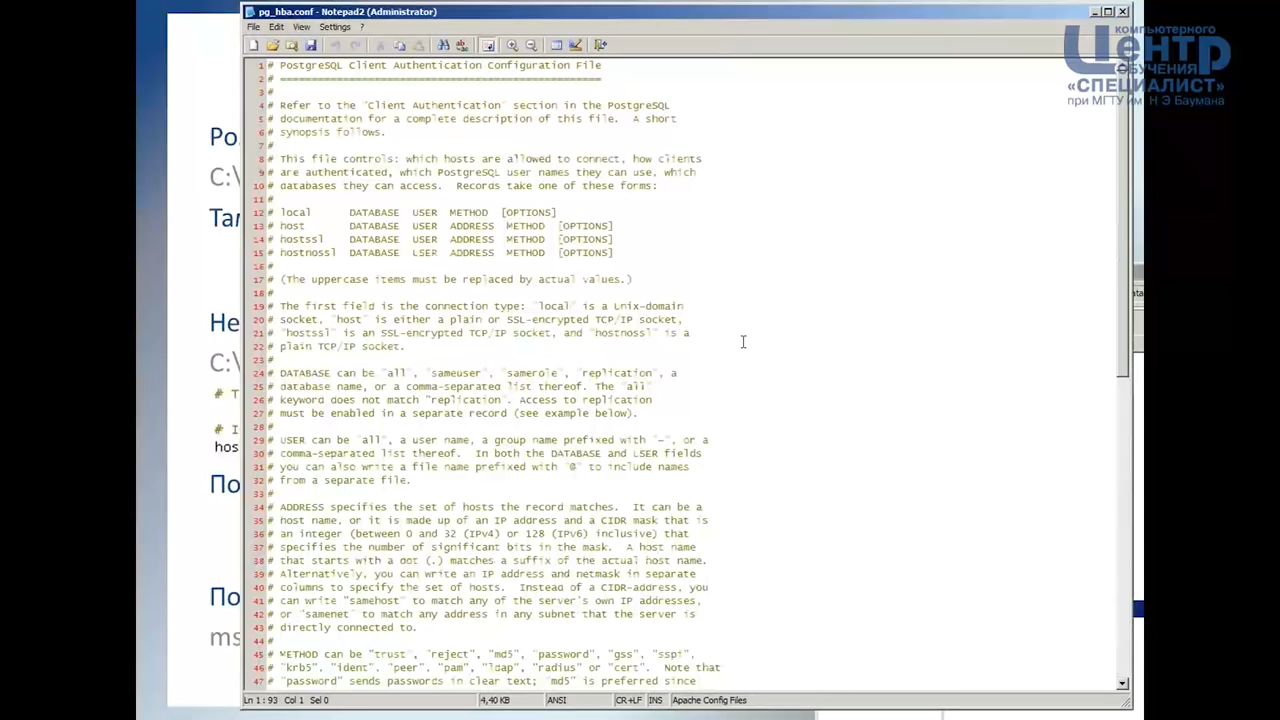 pg_hba.conf - Notepad2 (Administrator)
File Edit View Settings ?
компьютерного
Центр
ОБУЧЕНИЯ
«СПЕЦИАЛИСТ»
при МГТУ им. Н Э Баумана
1 # PostgreSQL Client Authentication Configuration File
2 # ===================================================
3 #
4 # Refer to the "Client Authentication" section in the PostgreSQL
5 # documentation for a complete description of this file.  A short
6 # synopsis follows.
7 #
8 # This file controls: which hosts are allowed to connect, how clients
9 # are authenticated, which PostgreSQL user names they can use, which
10 # databases they can access.  Records take one of these forms:
11 #
12 # local      DATABASE  USER  METHOD  [OPTIONS]
13 # host       DATABASE  USER  ADDRESS  METHOD  [OPTIONS]
14 # hostssl    DATABASE  USER  ADDRESS  METHOD  [OPTIONS]
15 # hostnossl  DATABASE  USER  ADDRESS  METHOD  [OPTIONS]
16 #
17 # (The uppercase items must be replaced by actual values.)
18 #
19 # The first field is the connection type: "local" is a Unix-domain
20 # socket, "host" is either a plain or SSL-encrypted TCP/IP socket,
21 # "hostssl" is an SSL-encrypted TCP/IP socket, and "hostnossl" is a
22 # plain TCP/IP socket.
23 #
24 # DATABASE can be "all", "sameuser", "samerole", "replication", a
25 # database name, or a comma-separated list thereof. The "all"
26 # keyword does not match "replication". Access to replication
27 # must be enabled in a separate record (see example below).
28 #
29 # USER can be "all", a user name, a group name prefixed with "+", or a
30 # comma-separated list thereof.  In both the DATABASE and USER fields
31 # you can also write a file name prefixed with "@" to include names
32 # from a separate file.
33 #
34 # ADDRESS specifies the set of hosts the record matches.  It can be a
35 # host name, or it is made up of an IP address and a CIDR mask that is
36 # an integer (between 0 and 32 (IPv4) or 128 (IPv6) inclusive) that
37 # specifies the number of significant bits in the mask.  A host name
38 # that starts with a dot (.) matches a suffix of the actual host name.
39 # Alternatively, you can write an IP address and netmask in separate
40 # columns to specify the set of hosts.  Instead of a CIDR-address, you
41 # can write "samehost" to match any of the server's own IP addresses,
42 # or "samenet" to match any address in any subnet that the server is
43 # directly connected to.
44 #
45 # METHOD can be "trust", "reject", "md5", "password", "gss", "sspi",
46 # "krb5", "ident", "peer", "pam", "ldap", "radius" or "cert".  Note that
47 # "password" sends passwords in clear text; "md5" is preferred since
Ро
C:\
Та
Не
C:\
# T
# I
hos
По
По
ms
Ln 1 : 93  Col 1  Sel 0
4,40 KB
ANSI
CR+LF
INS
Apache Config Files